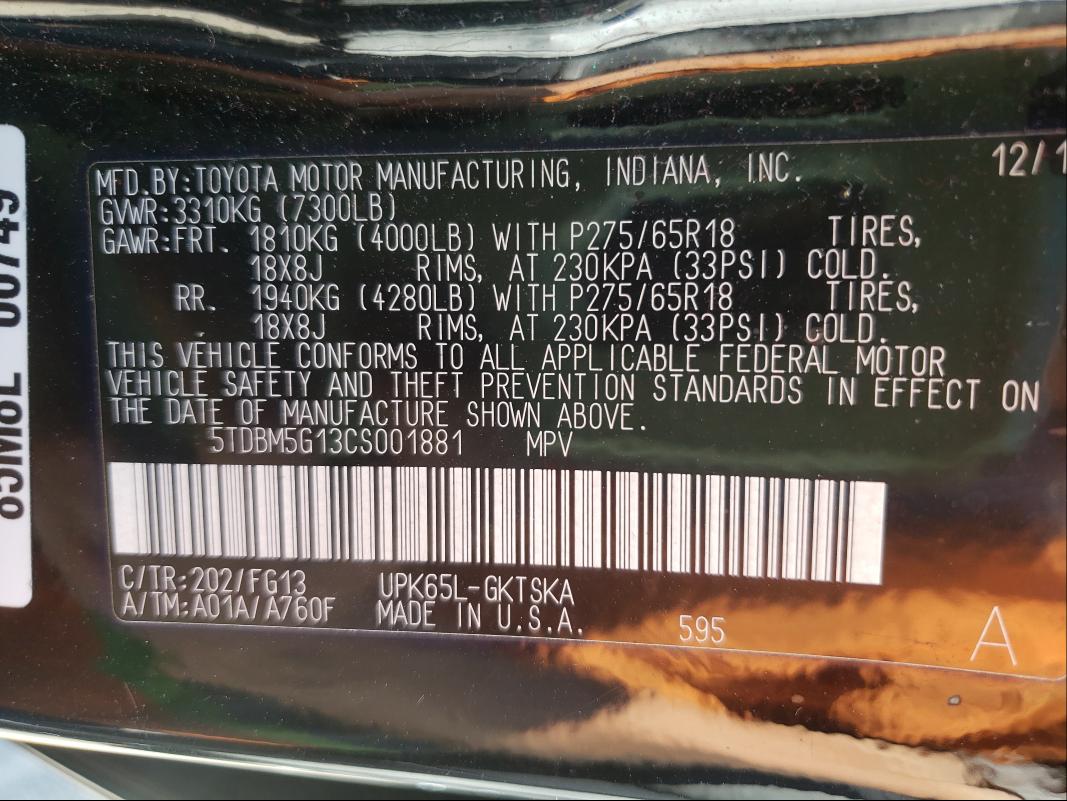 MFD.BY:TOYOTA MOTOR MANUFACTURING, INDIANA, INC. 12/1
GVWR:3310KG (7300LB)
GAWR:FRT. 1810KG (4000LB) WITH P275/65R18 TIRES,
18X8J RIMS, AT 230KPA (33PSI) COLD.
RR. 1940KG (4280LB) WITH P275/65R18 TIRES,
18X8J RIMS, AT 230KPA (33PSI) COLD.
THIS VEHICLE CONFORMS TO ALL APPLICABLE FEDERAL MOTOR
VEHICLE SAFETY AND THEFT PREVENTION STANDARDS IN EFFECT ON
THE DATE OF MANUFACTURE SHOWN ABOVE.
5TDBM5G13CS001881 MPV
C/TR:202/FG13 UPK65L-GKTSKA
A/TM:A01A/A760F MADE IN U.S.A. 595 A